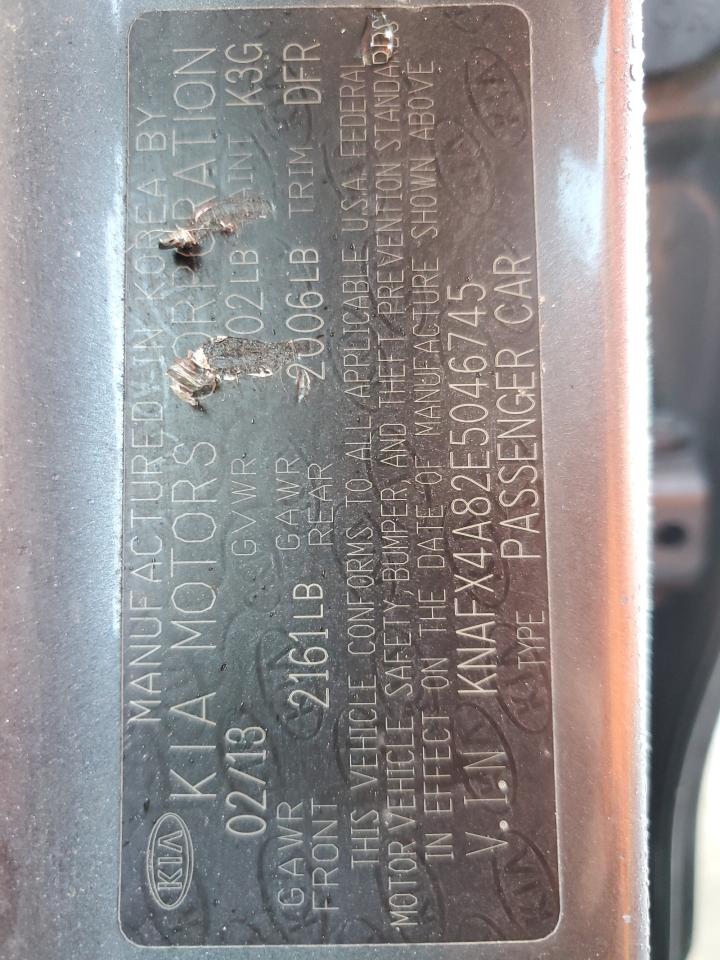 KIA
MANUFACTURED IN KOREA BY
KIA MOTORS CORPORATION
02/13 GVWR 02LB PAINT K3G
GAWR FRONT 2161LB GAWR REAR 2006LB TRIM DFR
THIS VEHICLE CONFORMS TO ALL APPLICABLE U.S.A. FEDERAL
MOTOR VEHICLE SAFETY, BUMPER, AND THEFT PREVENTION STANDARDS
IN EFFECT ON THE DATE OF MANUFACTURE SHOWN ABOVE
V.I.N KNAFX4A82E5046745
TYPE PASSENGER CAR